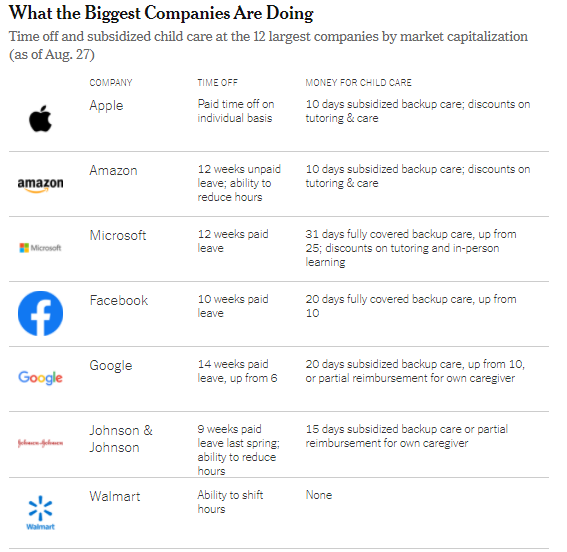 What the Biggest Companies Are Doing
Time off and subsidized child care at the 12 largest companies by market capitalization
(as of Aug. 27)
COMPANY TIME OFF MONEY FOR CHILD CARE
Apple
Paid time off on
individual basis
10 days subsidized backup care; discounts on
tutoring & care
amazon
Amazon
12 weeks unpaid
leave; ability to
reduce hours
10 days subsidized backup care; discounts on
tutoring & care
Microsoft
Microsoft
12 weeks paid
leave
31 days fully covered backup care, up from
25; discounts on tutoring and in-person
learning
Facebook
10 weeks paid
leave
20 days fully covered backup care, up from
10
Google
Google
14 weeks paid
leave, up from 6
20 days subsidized backup care, up from 10,
or partial reimbursement for own caregiver
Johnson-Johnson
Johnson &
Johnson
9 weeks paid
leave last spring;
ability to reduce
hours
15 days subsidized backup care or partial
reimbursement for own caregiver
Walmart
Walmart
Ability to shift
hours
None